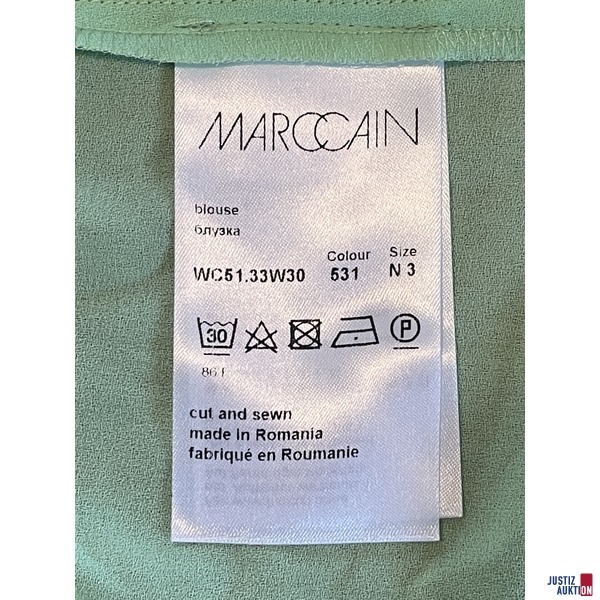 MARCCAIN
blouse
блузка
Colour Size
WC51.33W30 531 N 3
30 P
cut and sewn
made in Romania
fabriqué en Roumanie
JUSTIZ
AUKTION